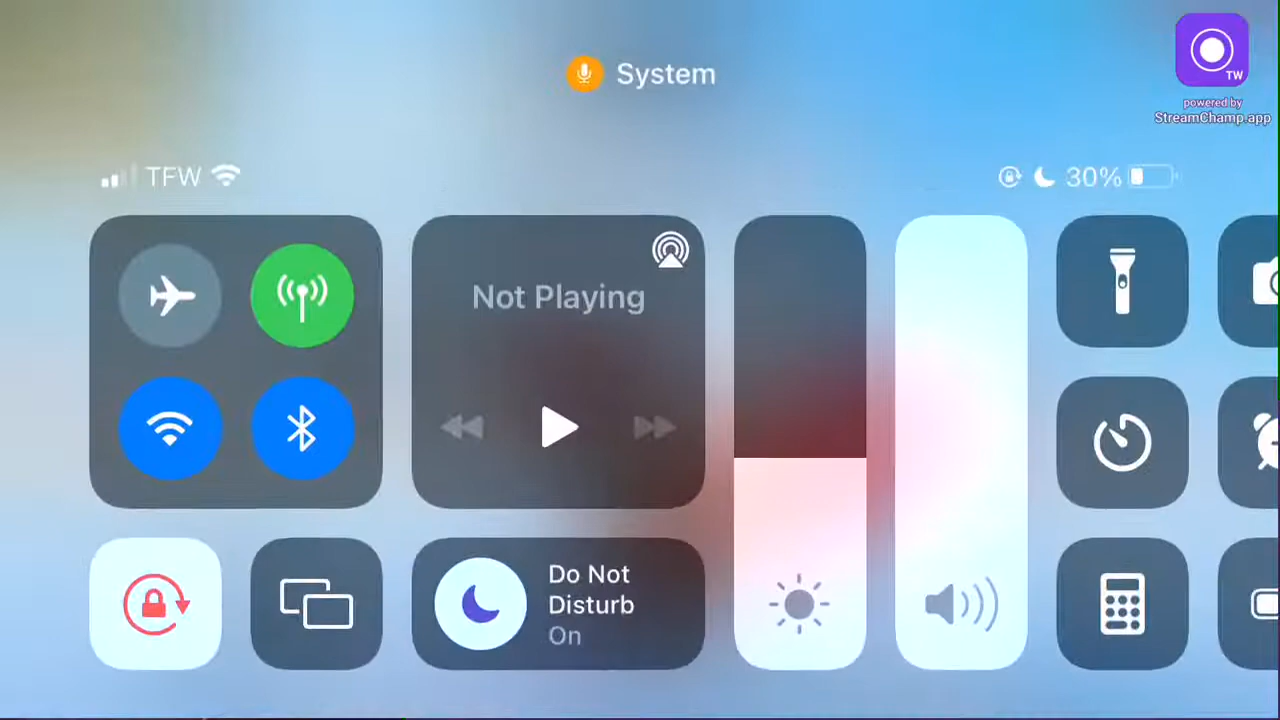 System
TW
powered by
StreamChamp.app
TFW
30%
Not Playing
Do Not
Disturb
On